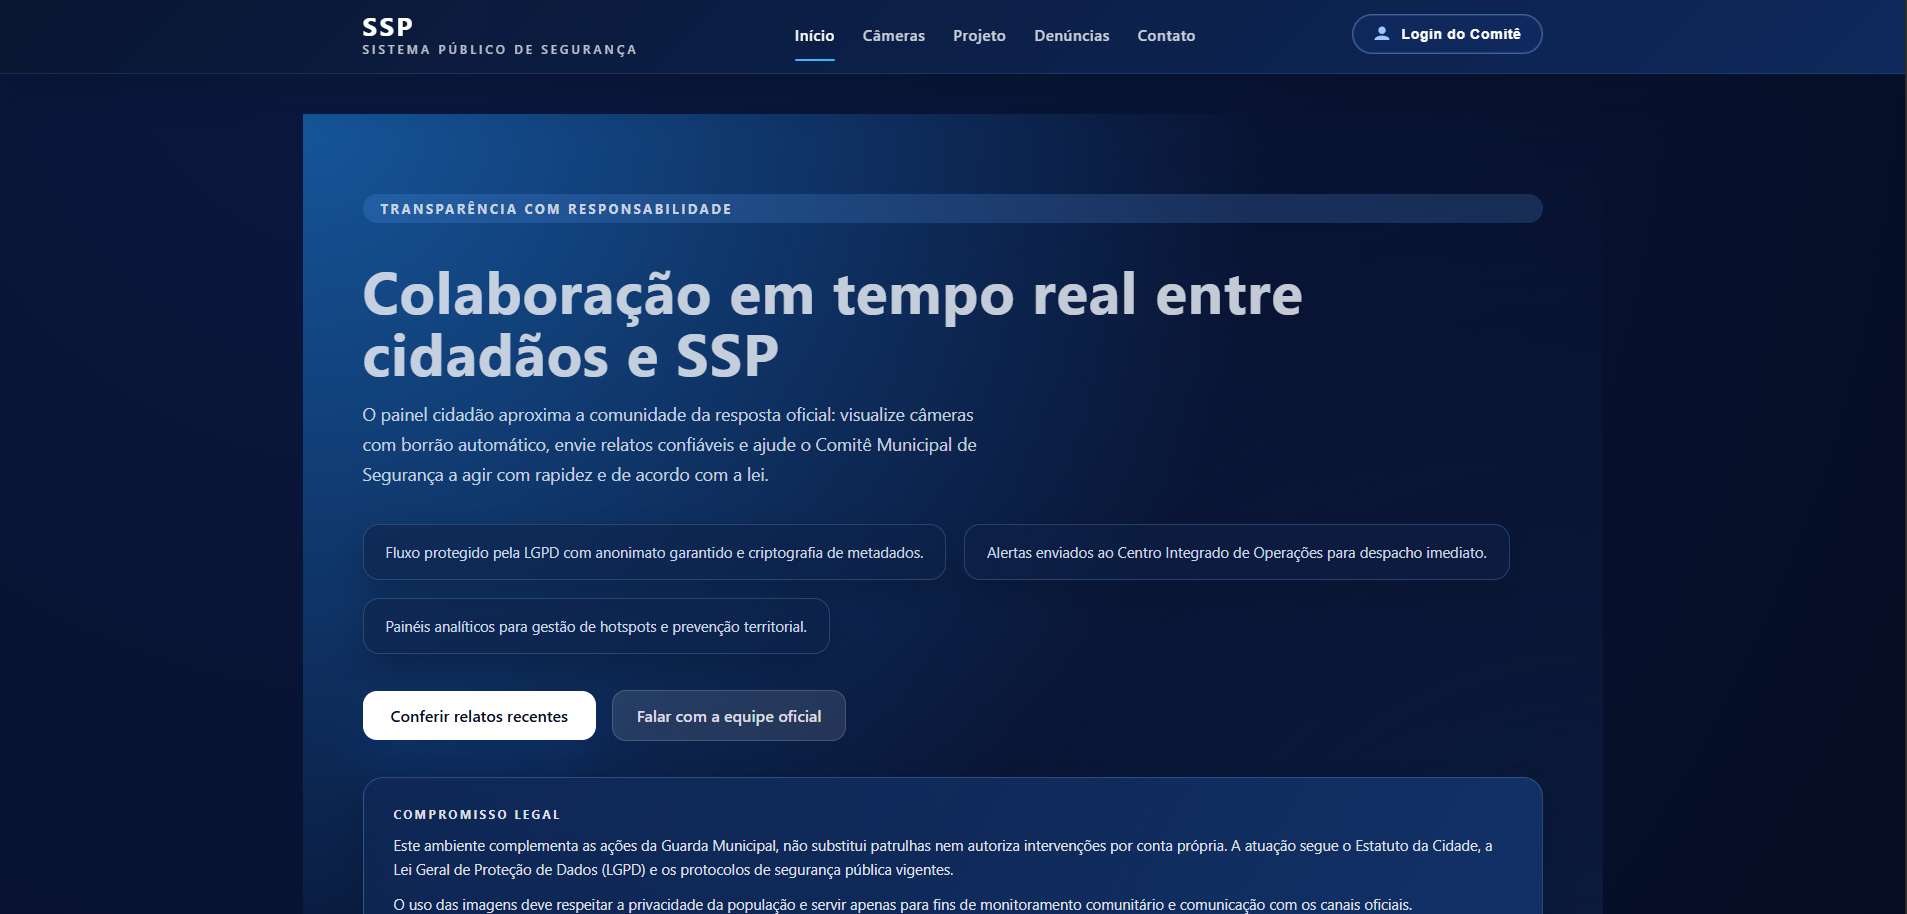 SSP
SISTEMA PÚBLICO DE SEGURANÇA
Início
Câmeras
Projeto
Denúncias
Contato
Login do Comitê
TRANSPARÊNCIA COM RESPONSABILIDADE
Colaboração em tempo real entre
cidadãos e SSP
O painel cidadão aproxima a comunidade da resposta oficial: visualize câmeras
com borrão automático, envie relatos confiáveis e ajude o Comitê Municipal de
Segurança a agir com rapidez e de acordo com a lei.
Fluxo protegido pela LGPD com anonimato garantido e criptografia de metadados.
Alertas enviados ao Centro Integrado de Operações para despacho imediato.
Painéis analíticos para gestão de hotspots e prevenção territorial.
Conferir relatos recentes
Falar com a equipe oficial
COMPROMISSO LEGAL
Este ambiente complementa as ações da Guarda Municipal, não substitui patrulhas nem autoriza intervenções por conta própria. A atuação segue o Estatuto da Cidade, a
Lei Geral de Proteção de Dados (LGPD) e os protocolos de segurança pública vigentes.
O uso das imagens deve respeitar a privacidade da população e servir apenas para fins de monitoramento comunitário e comunicação com os canais oficiais.